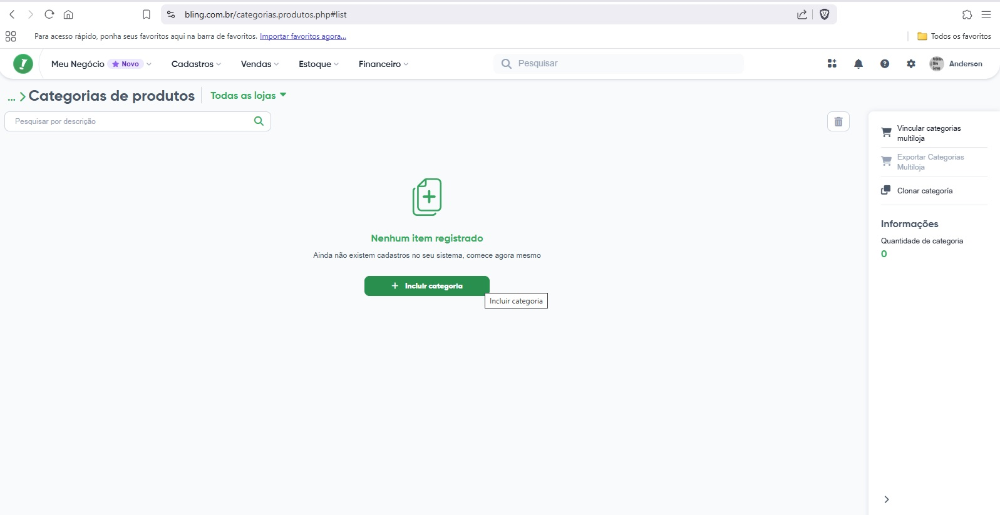 bling.com.br/categorias.produtos.php#list
Para acesso rápido, ponha seus favoritos aqui na barra de favoritos. Importar favoritos agora...
Todos os favoritos
Meu Negócio Novo Cadastros Vendas Estoque Financeiro Pesquisar Anderson
... Categorias de produtos Todas as lojas
Pesquisar por descrição
Vincular categorias
multiloja
Exportar Categorias
Multiloja
Clonar categoría
Informações
Quantidade de categoria
0
Nenhum item registrado
Ainda não existem cadastros no seu sistema, comece agora mesmo
+ Incluir categoria
Incluir categoria